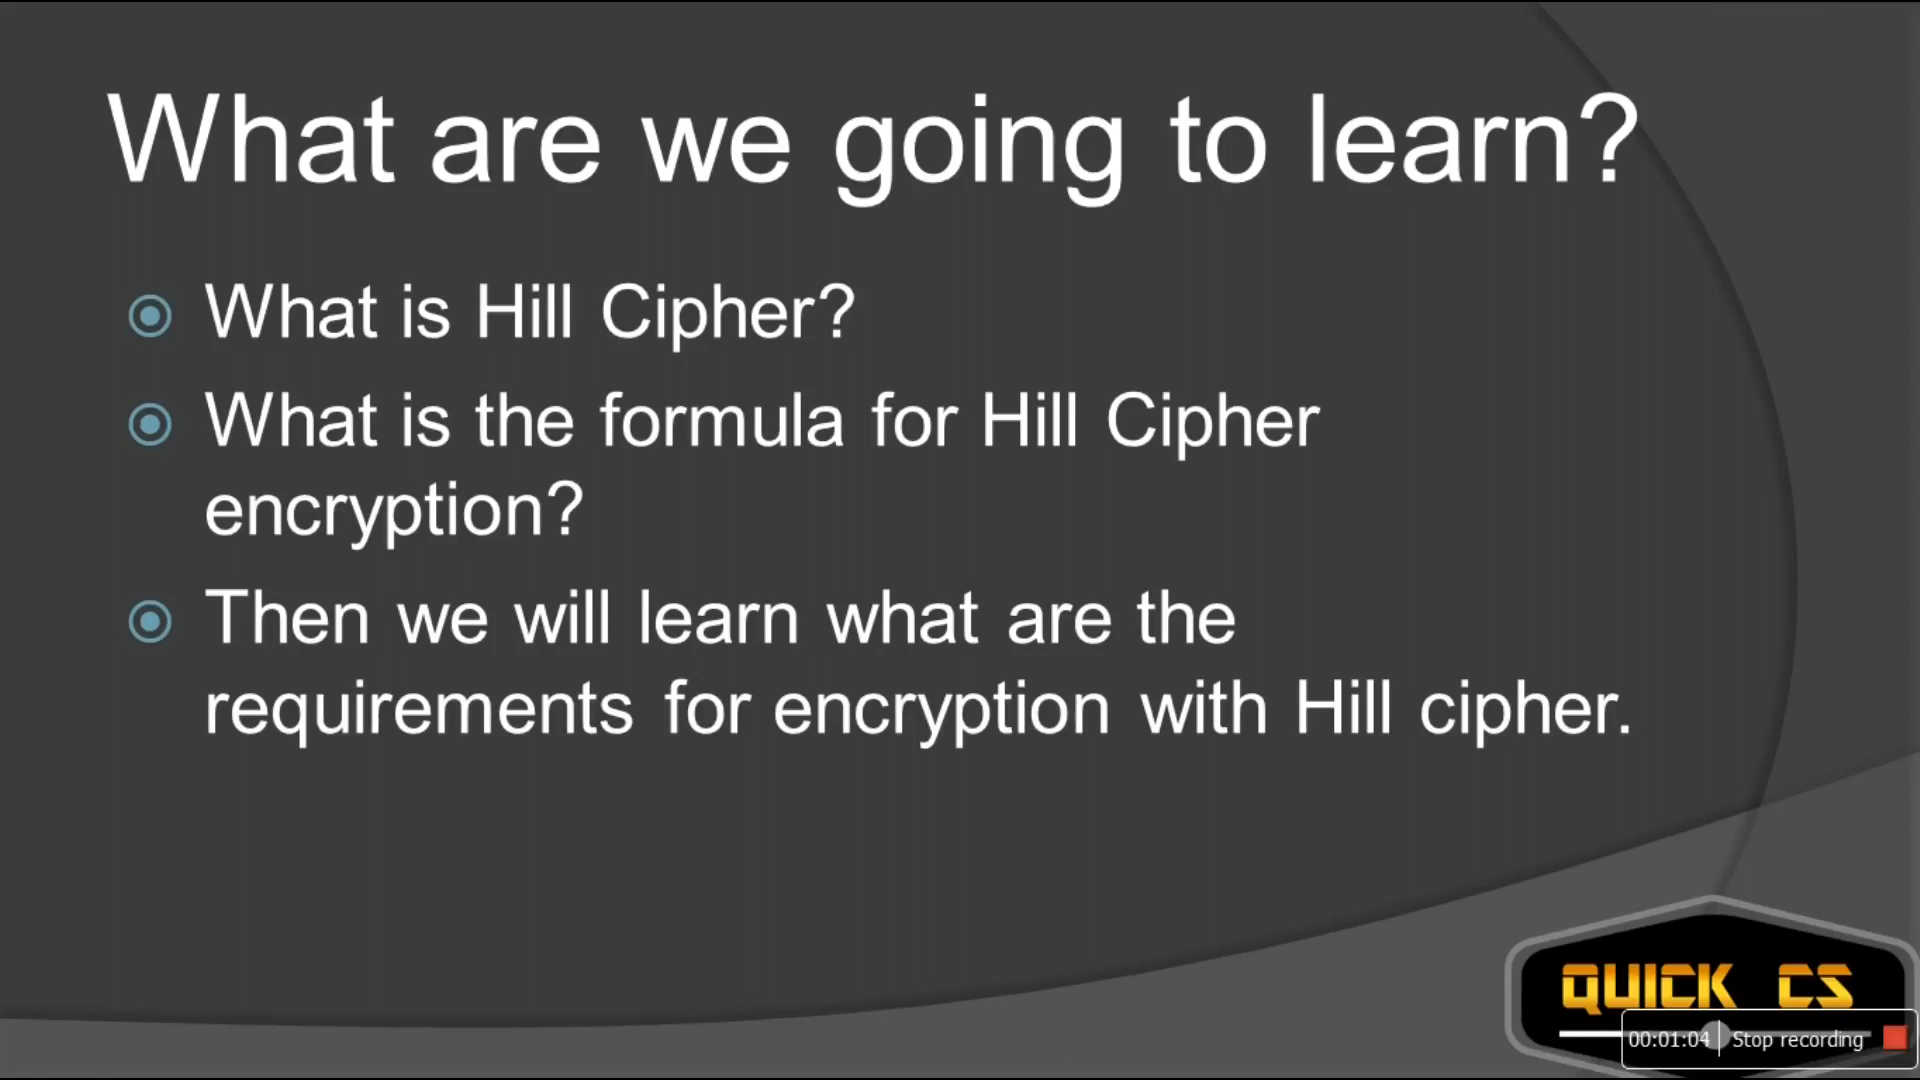 What are we going to learn?
What is Hill Cipher?
What is the formula for Hill Cipher
encryption?
Then we will learn what are the
requirements for encryption with Hill cipher.
QUICK CS
00:01:04 Stop recording